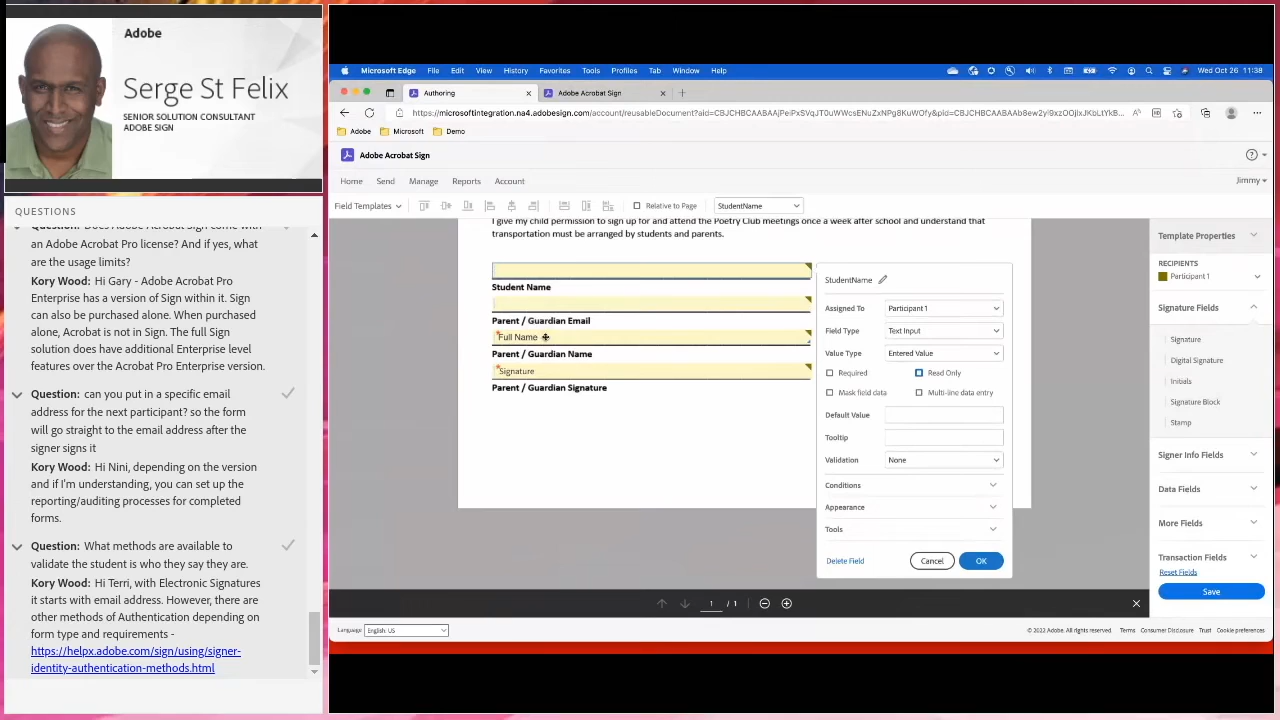 Adobe
Serge St Felix
SENIOR SOLUTION CONSULTANT
ADOBE SIGN
QUESTIONS
an Adobe Acrobat Pro license? And if yes, what
are the usage limits?
Kory Wood: Hi Gary - Adobe Acrobat Pro
Enterprise has a version of Sign within it. Sign
can also be purchased alone. When purchased
alone, Acrobat is not in Sign. The full Sign
solution does have additional Enterprise level
features over the Acrobat Pro Enterprise version.
Question: can you put in a specific email
address for the next participant? so the form
will go straight to the email address after the
signer signs it
Kory Wood: Hi Nini, depending on the version
and if I'm understanding, you can set up the
reporting/auditing processes for completed
forms.
Question: What methods are available to
validate the student is who they say they are.
Kory Wood: Hi Terri, with Electronic Signatures
it starts with email address. However, there are
other methods of Authentication depending on
form type and requirements -
https://helpx.adobe.com/sign/using/signer-
identity-authentication-methods.html
Microsoft Edge File Edit View History Favorites Tools Profiles Tab Window Help Wed Oct 26 11:38
Authoring Adobe Acrobat Sign
Adobe Microsoft Demo
Adobe Acrobat Sign
Home Send Manage Reports Account Jimmy
Field Templates Relative to Page StudentName
I give my child permission to sign up for and attend the Poetry Club meetings once a week after school and understand that
transportation must be arranged by students and parents.
Student Name
Parent / Guardian Email
Full Name
Parent / Guardian Name
Signature
Parent / Guardian Signature
StudentName
Assigned To Participant 1
Field Type Text Input
Value Type Entered Value
Required Read Only
Mask field data Multi-line data entry
Default Value
Tooltip
Validation None
Conditions
Appearance
Tools
Delete Field Cancel OK
Template Properties
RECIPIENTS
Participant 1
Signature Fields
Signature
Digital Signature
Initials
Signature Block
Stamp
Signer Info Fields
Data Fields
More Fields
Transaction Fields
Reset Fields
Save
1 / 1
Language English: US
© 2022 Adobe. All rights reserved. Terms Consumer Disclosure Trust Cookie preferences